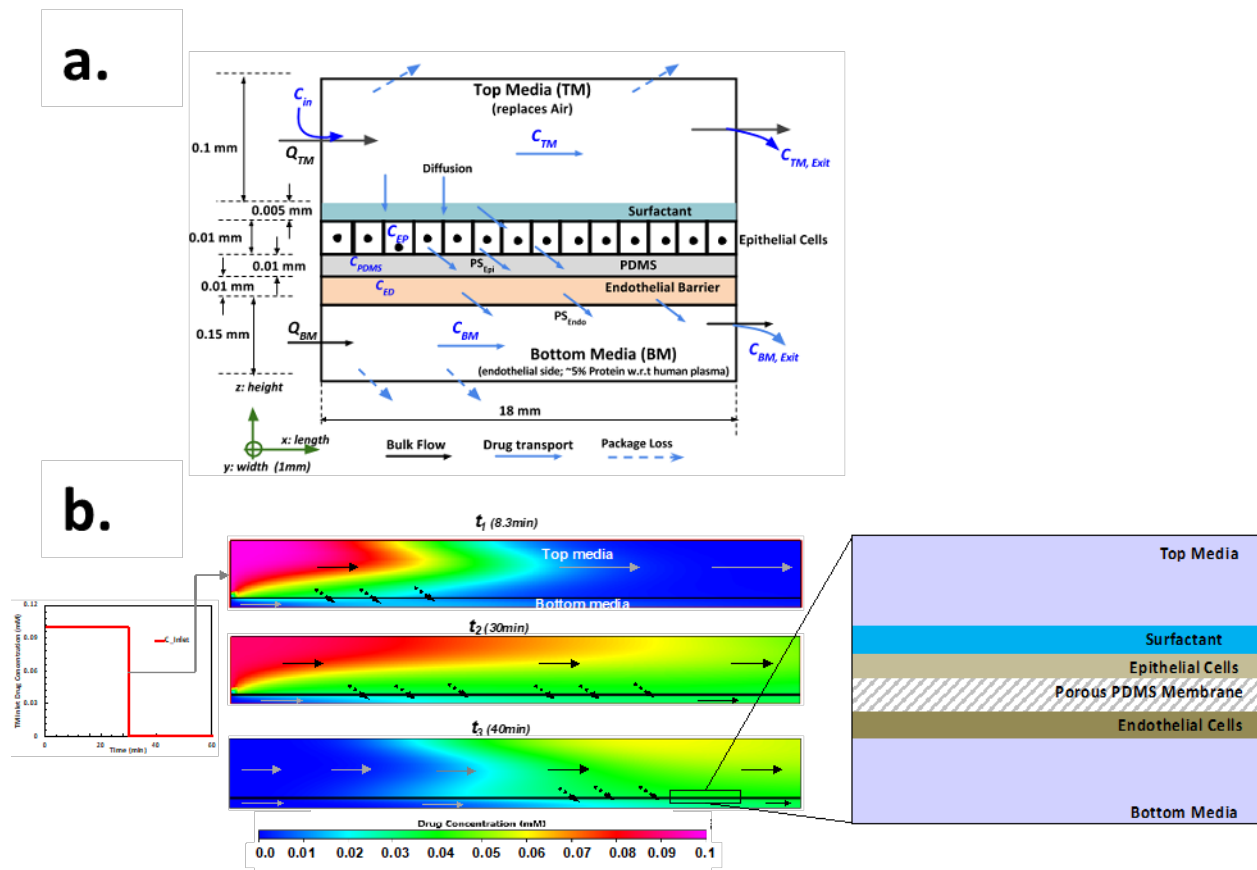 a.
Top Media (TM)
(replaces Air)
C_in
C_TM
Q_TM
C_TM, Exit
0.1 mm
Diffusion
0.005 mm
Surfactant
0.01 mm
C_EP
Epithelial Cells
0.01 mm
C_PDMS
PS_Epi
PDMS
0.01 mm
C_ED
Endothelial Barrier
PS_Endo
0.15 mm
Q_BM
C_BM
C_BM, Exit
Bottom Media (BM)
(endothelial side; ~5% Protein w.r.t human plasma)
z: height
18 mm
x: length
y: width (1mm)
Bulk Flow
Drug transport
Package Loss
b.
t_1 (8.3min)
Top media
Bottom media
t_2 (30min)
t_3 (40min)
TM Inlet Drug Concentration (mM)
0.12
0.09
0.06
0.03
0
C_Inlet
0
20
40
60
Time (min)
Drug Concentration (mM)
0.0 0.01 0.02 0.03 0.04 0.05 0.06 0.07 0.08 0.09 0.1
Top Media
Surfactant
Epithelial Cells
Porous PDMS Membrane
Endothelial Cells
Bottom Media